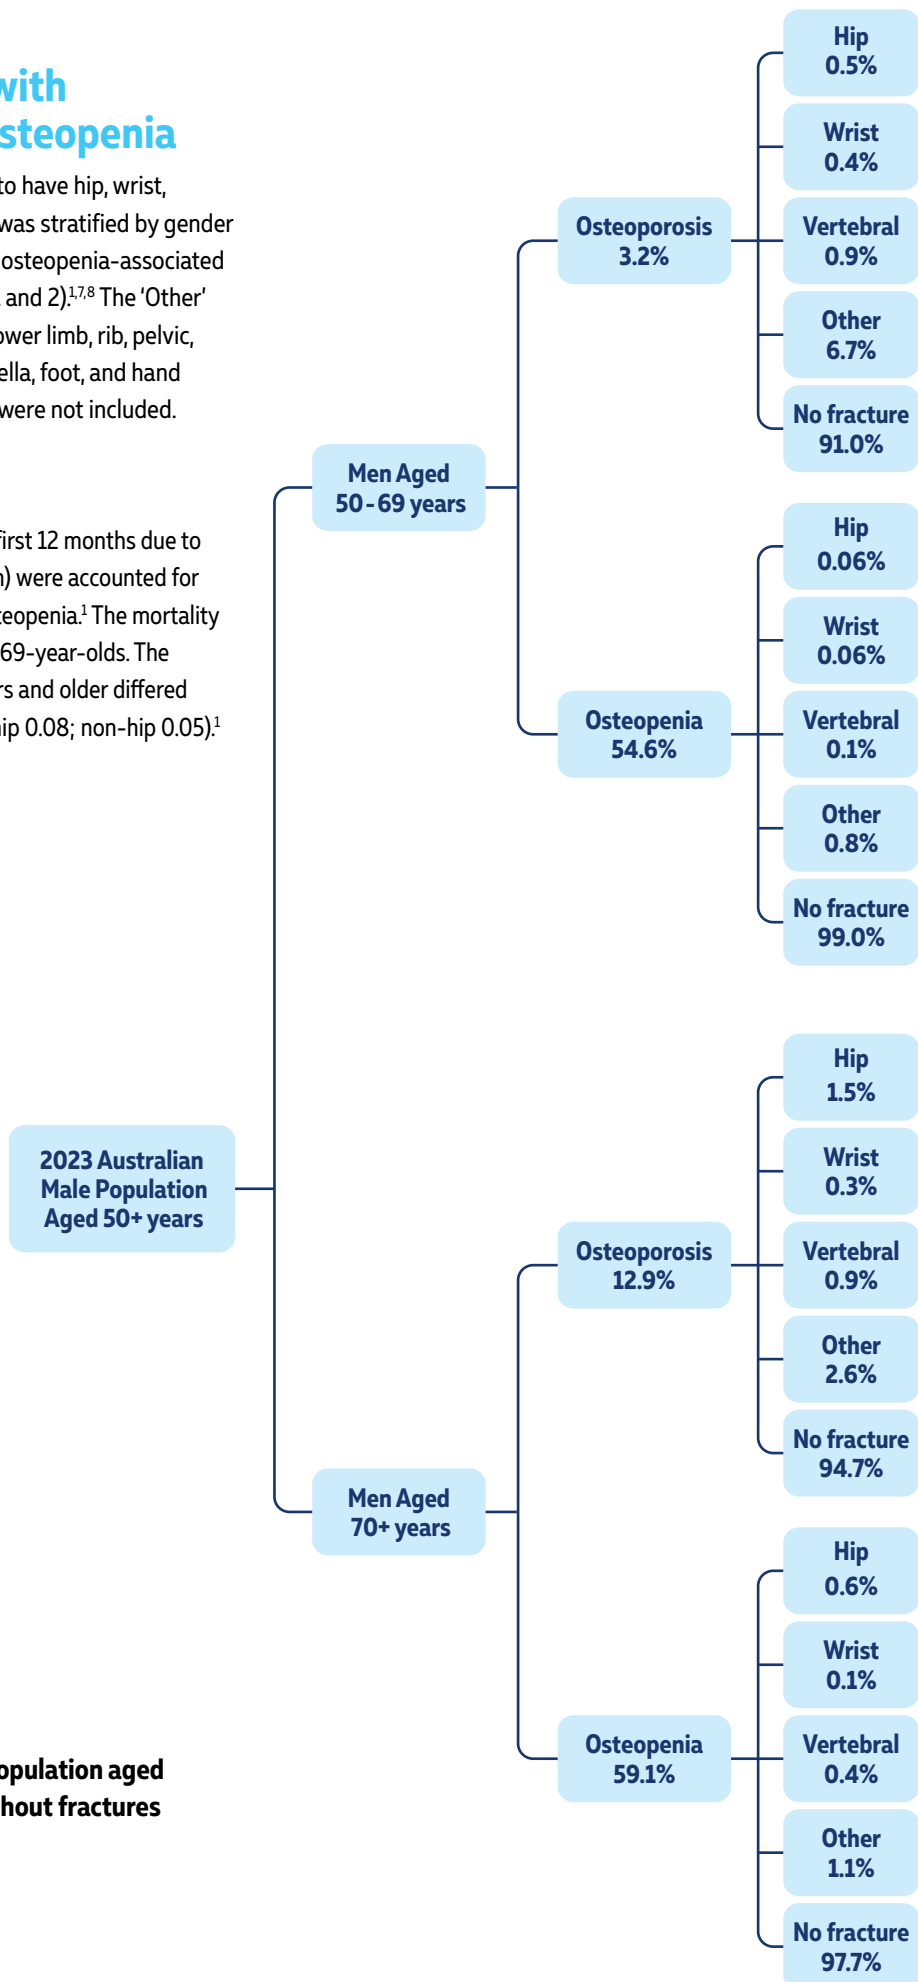 with
steopenia
to have hip, wrist,
was stratified by gender
osteopenia-associated
and 2).1,7,8 The ‘Other’
ower limb, rib, pelvic,
ella, foot, and hand
were not included.
first 12 months due to
) were accounted for
teopenia.1 The mortality
69-year-olds. The
rs and older differed
ip 0.08; non-hip 0.05).1
opulation aged
hout fractures
2023 Australian
Male Population
Aged 50+ years
Men Aged
50-69 years
Osteoporosis
3.2%
Hip
0.5%
Wrist
0.4%
Vertebral
0.9%
Other
6.7%
No fracture
91.0%
Osteopenia
54.6%
Hip
0.06%
Wrist
0.06%
Vertebral
0.1%
Other
0.8%
No fracture
99.0%
Men Aged
70+ years
Osteoporosis
12.9%
Hip
1.5%
Wrist
0.3%
Vertebral
0.9%
Other
2.6%
No fracture
94.7%
Osteopenia
59.1%
Hip
0.6%
Wrist
0.1%
Vertebral
0.4%
Other
1.1%
No fracture
97.7%